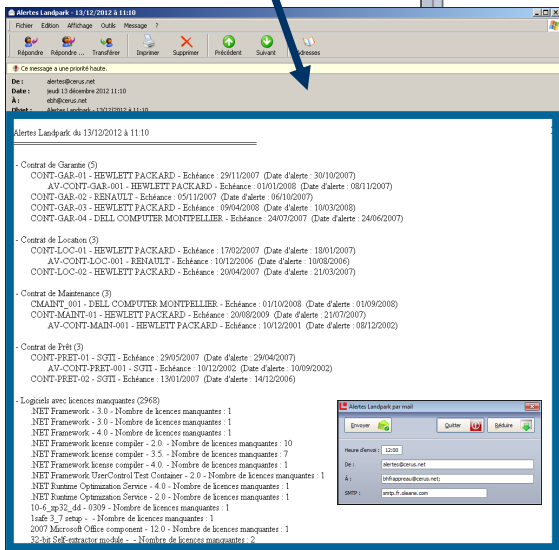 Alertes Landpark - 13/12/2012 à 11:10
Fichier Edition Affichage Outils Message ?
Répondre Répondre ... Transférer Imprimer Supprimer Précédent Suivant Adresses
Ce message a une priorité haute.
De : alertes@cerus.net
Date : jeudi 13 décembre 2012 11:10
À : ebh@cerus.net
Objet : Alertes Landpark - 13/12/2012 à 11:10
Alertes Landpark du 13/12/2012 à 11:10
- Contrat de Garantie (5)
CONT-GAR-01 - HEWLETT PACKARD - Echéance : 29/11/2007 (Date d'alerte : 30/10/2007)
AV-CONT-GAR-001 - HEWLETT PACKARD - Echéance : 01/01/2008 (Date d'alerte : 08/11/2007)
CONT-GAR-02 - RENAULT - Echéance : 05/11/2007 (Date d'alerte : 06/10/2007)
CONT-GAR-03 - HEWLETT PACKARD - Echéance : 09/04/2008 (Date d'alerte : 10/03/2008)
CONT-GAR-04 - DELL COMPUTER MONTPELLIER - Echéance : 24/07/2007 (Date d'alerte : 24/06/2007)
- Contrat de Location (3)
CONT-LOC-01 - HEWLETT PACKARD - Echéance : 17/02/2007 (Date d'alerte : 18/01/2007)
AV-CONT-LOC-001 - RENAULT - Echéance : 10/12/2006 (Date d'alerte : 10/08/2006)
CONT-LOC-02 - HEWLETT PACKARD - Echéance : 20/04/2007 (Date d'alerte : 21/03/2007)
- Contrat de Maintenance (3)
CMAINT_001 - DELL COMPUTER MONTPELLIER - Echéance : 01/10/2008 (Date d'alerte : 01/09/2008)
CONT-MAINT-01 - HEWLETT PACKARD - Echéance : 20/08/2009 (Date d'alerte : 21/07/2007)
AV-CONT-MAIN-001 - HEWLETT PACKARD - Echéance : 10/12/2001 (Date d'alerte : 08/12/2002)
- Contrat de Prêt (3)
CONT-PRET-01 - SGTI - Echéance : 29/05/2007 (Date d'alerte : 29/04/2007)
AV-CONT-PRET-001 - SGTI - Echéance : 10/12/2002 (Date d'alerte : 10/09/2002)
CONT-PRET-02 - SGTI - Echéance : 13/01/2007 (Date d'alerte : 14/12/2006)
- Logiciels avec licences manquantes (2968)
.NET Framework - 3.0 - Nombre de licences manquantes : 1
.NET Framework - 3.0 - Nombre de licences manquantes : 1
.NET Framework - 4.0 - Nombre de licences manquantes : 1
.NET Framework license compiler - 2.0. - Nombre de licences manquantes : 10
.NET Framework license compiler - 3.5. - Nombre de licences manquantes : 7
.NET Framework license compiler - 4.0. - Nombre de licences manquantes : 1
.NET Framework UserControl Test Container - 2.0 - Nombre de licences manquantes : 1
.NET Runtime Optimization Service - 4.0 - Nombre de licences manquantes : 1
.NET Runtime Optimization Service - 2.0 - Nombre de licences manquantes : 1
10-6_xp32_dd - 0309 - Nombre de licences manquantes : 1
1safe 3_7 setup - - Nombre de licences manquantes : 1
2007 Microsoft Office component - 12.0 - Nombre de licences manquantes : 1
32-bit Self-extractor module - - Nombre de licences manquantes : 2
Alertes Landpark par mail
Envoyer Quitter Réduire
Heure d'envoi : 12:00
De : alertes@cerus.net
À : bhfrappreau@cerus.net;
SMTP : smtp.fr.oleane.com